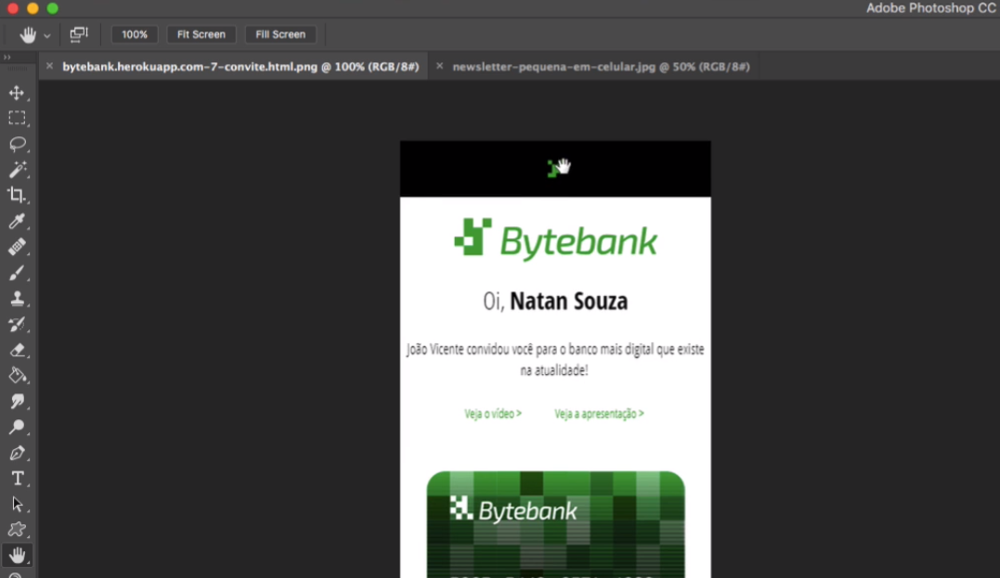 Adobe Photoshop CC
100% Fit Screen Fill Screen
bytebank.herokuapp.com-7-convite.html.png @ 100% (RGB/8#) newsletter-pequena-em-celular.jpg @ 50% (RGB/8#)
Bytebank
Oi, Natan Souza
João Vicente convidou você para o banco mais digital que existe
na atualidade!
Veja o vídeo > Veja a apresentação >
Bytebank